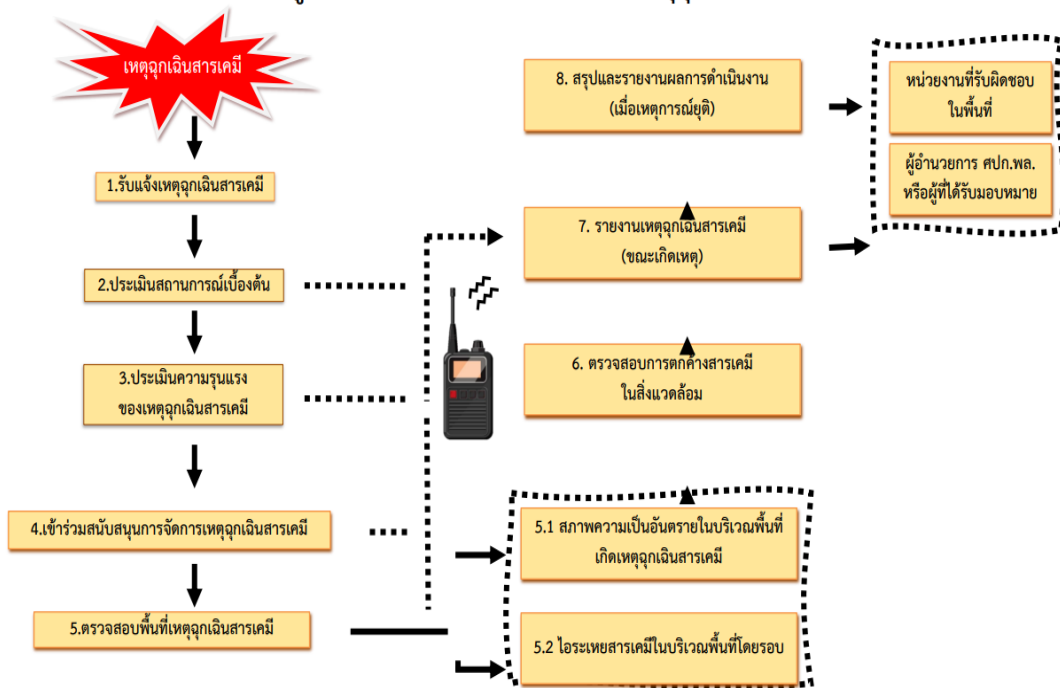 เหตุฉุกเฉินสารเคมี
1.รับแจ้งเหตุฉุกเฉินสารเคมี
2.ประเมินสถานการณ์เบื้องต้น
3.ประเมินความรุนแรง
ของเหตุฉุกเฉินสารเคมี
4.เข้าร่วมสนับสนุนการจัดการเหตุฉุกเฉินสารเคมี
5.ตรวจสอบพื้นที่เหตุฉุกเฉินสารเคมี
5.1 สภาพความเป็นอันตรายในบริเวณพื้นที่
เกิดเหตุฉุกเฉินสารเคมี
5.2 ไอระเหยสารเคมีในบริเวณพื้นที่โดยรอบ
6. ตรวจสอบการตกค้างสารเคมี
ในสิ่งแวดล้อม
7. รายงานเหตุฉุกเฉินสารเคมี
(ขณะเกิดเหตุ)
8. สรุปและรายงานผลการดำเนินงาน
(เมื่อเหตุการณ์ยุติ)
หน่วยงานที่รับผิดชอบ
ในพื้นที่
ผู้อำนวยการ ศปก.พล.
หรือผู้ที่ได้รับมอบหมาย